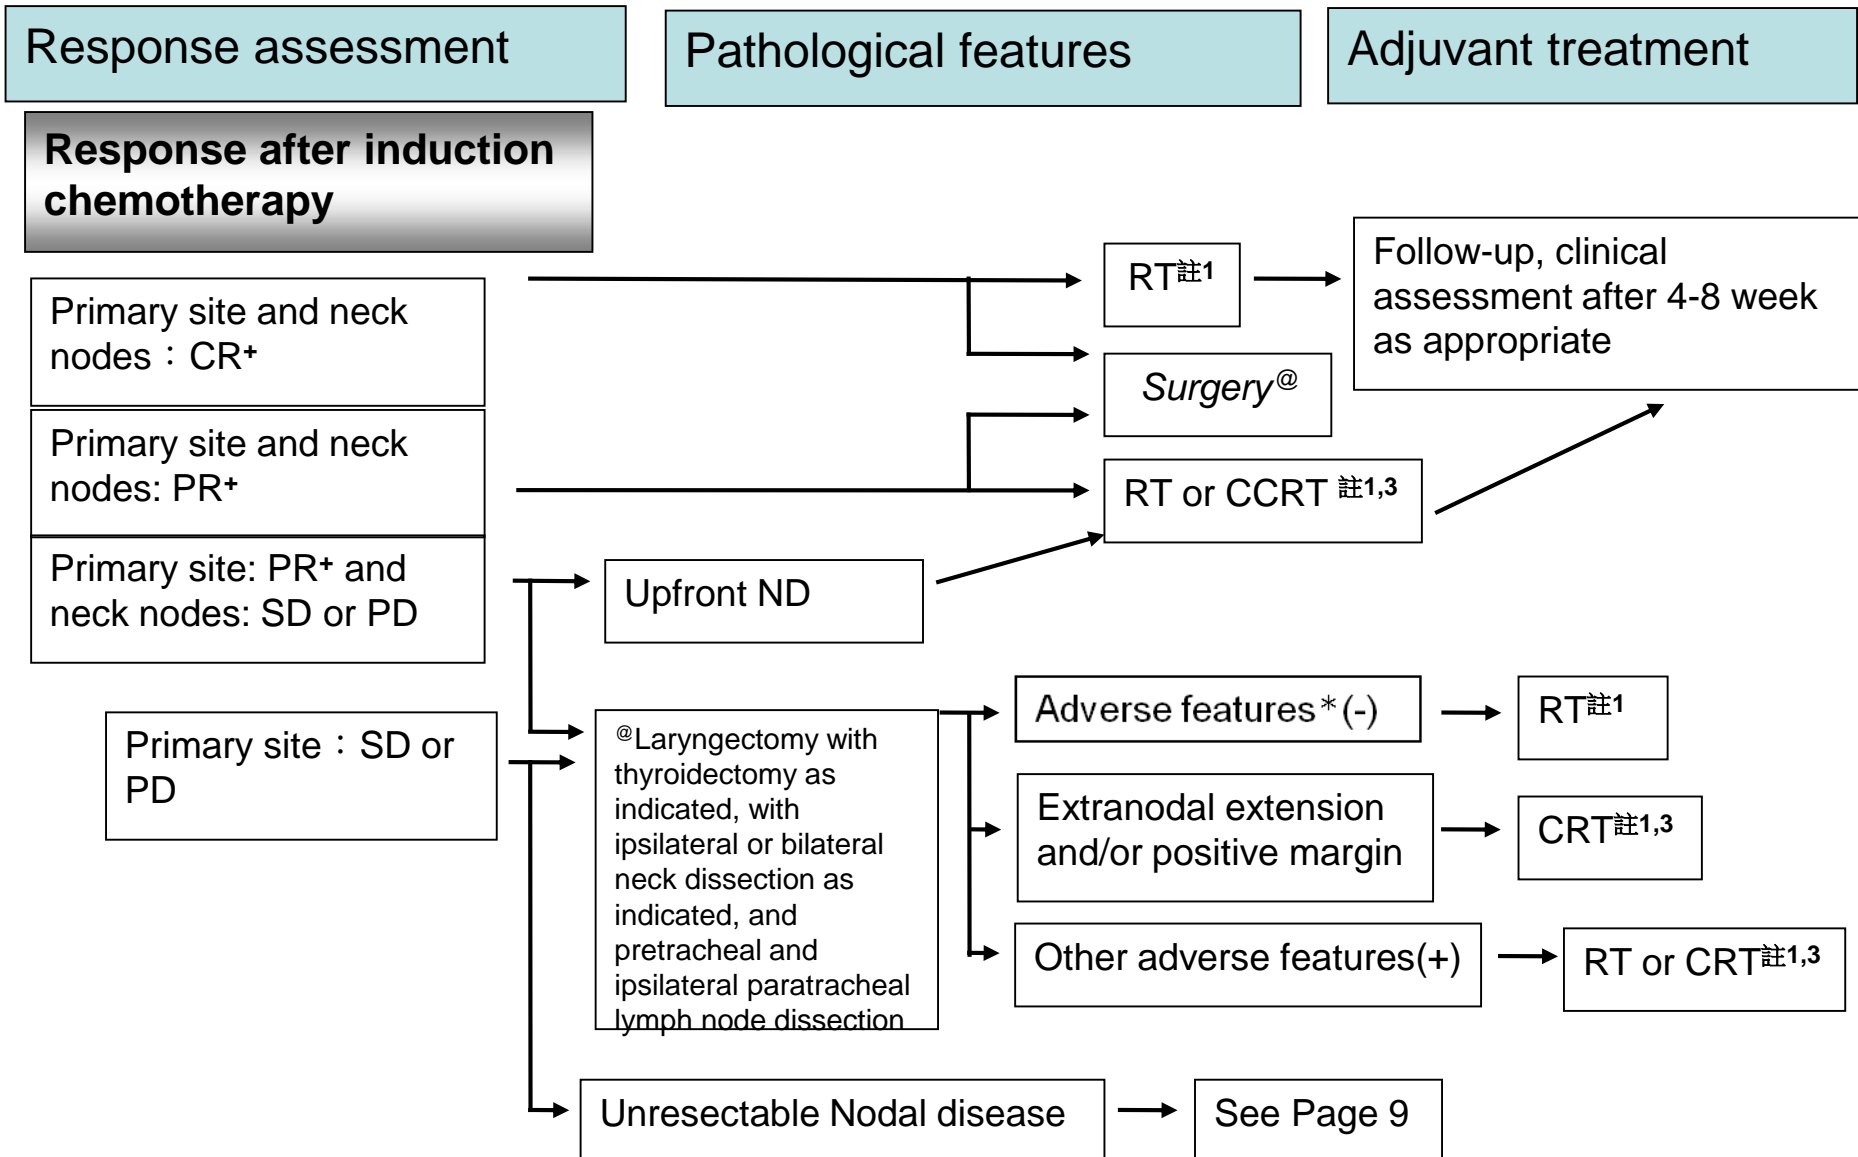 Response assessment
Pathological features
Adjuvant treatment
Response after induction
chemotherapy
Primary site and neck
nodes：CR+
RT註1
Follow-up, clinical
assessment after 4-8 week
as appropriate
Surgery@
Primary site and neck
nodes: PR+
RT or CCRT 註1,3
Primary site: PR+ and
neck nodes: SD or PD
Upfront ND
Primary site：SD or
PD
@Laryngectomy with
thyroidectomy as
indicated, with
ipsilateral or bilateral
neck dissection as
indicated, and
pretracheal and
ipsilateral paratracheal
lymph node dissection
Adverse features*(-)
RT註1
Extranodal extension
and/or positive margin
CRT註1,3
Other adverse features(+)
RT or CRT註1,3
Unresectable Nodal disease
See Page 9